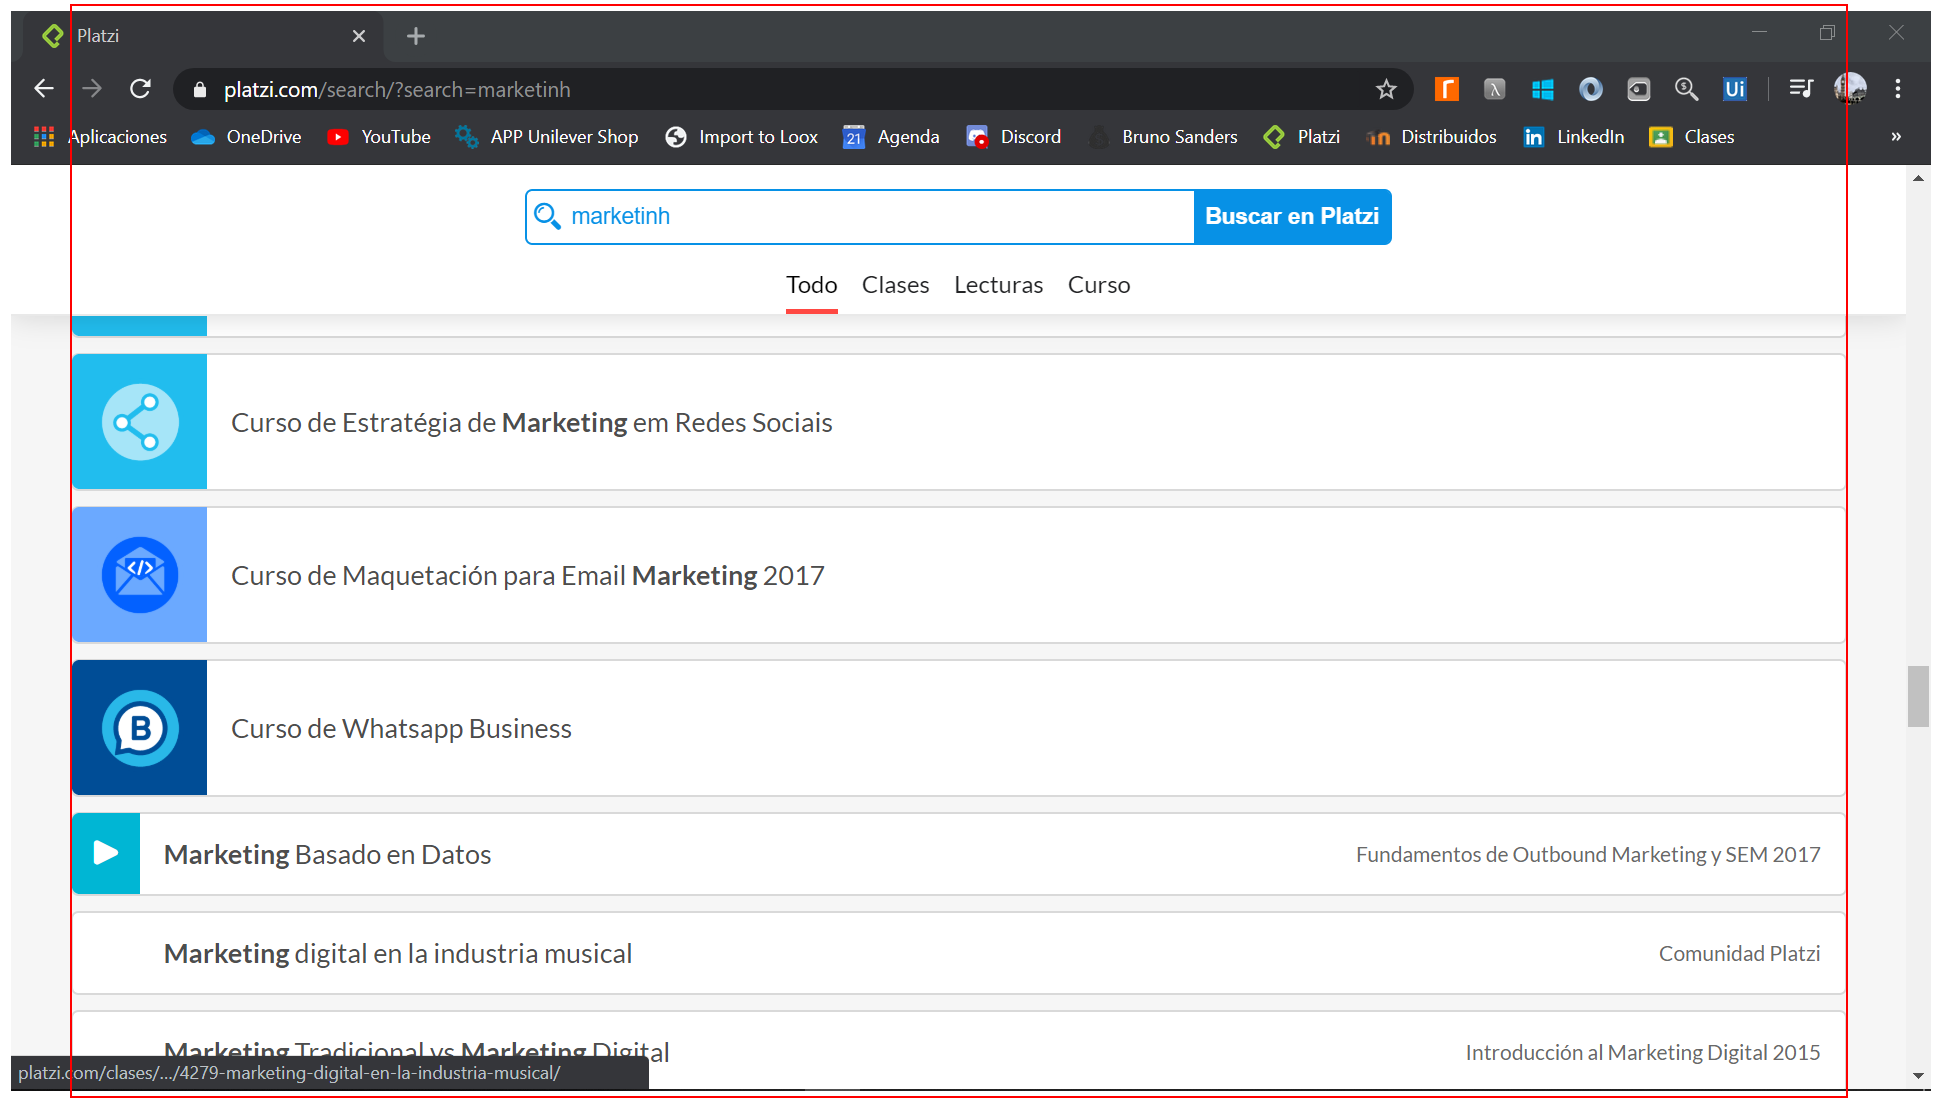 Platzi
platzi.com/search/?search=marketinh
Aplicaciones OneDrive YouTube APP Unilever Shop Import to Loox 21 Agenda Discord Bruno Sanders Platzi Distribuidos LinkedIn Clases »
marketinh Buscar en Platzi
Todo Clases Lecturas Curso
Curso de Estratégia de Marketing em Redes Sociais
Curso de Maquetación para Email Marketing 2017
Curso de Whatsapp Business
Marketing Basado en Datos Fundamentos de Outbound Marketing y SEM 2017
Marketing digital en la industria musical Comunidad Platzi
Marketing Tradicional vs Marketing Digital Introducción al Marketing Digital 2015
platzi.com/clases/.../4279-marketing-digital-en-la-industria-musical/